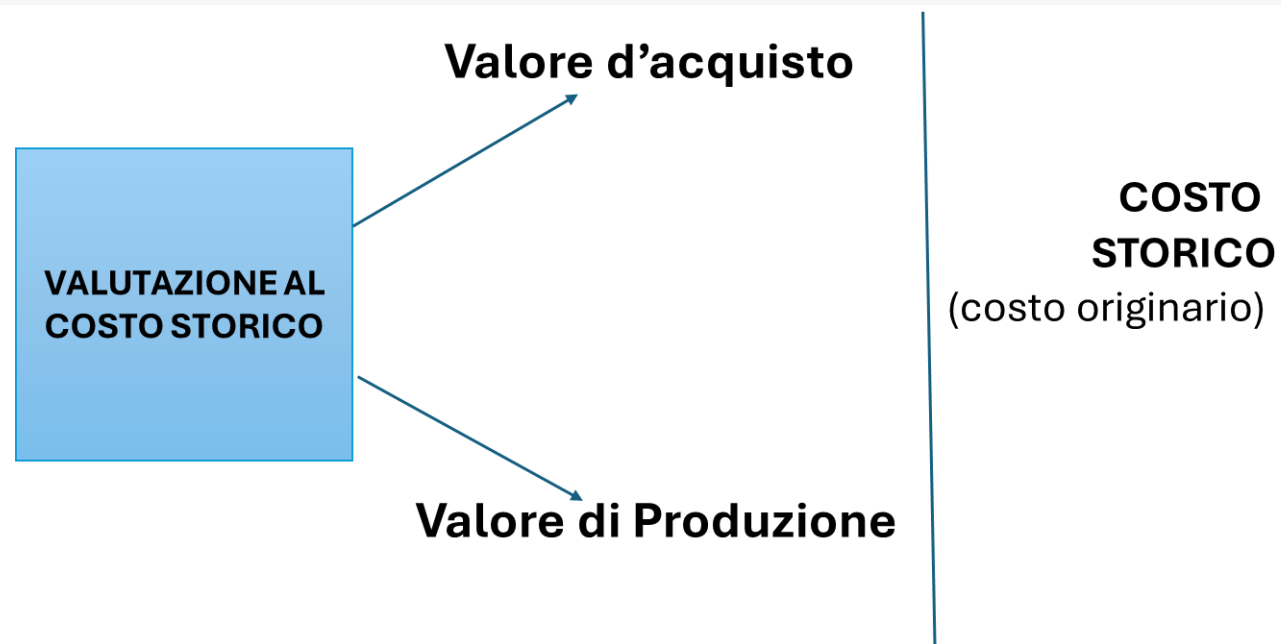 Valore d’acquisto
VALUTAZIONE AL
COSTO STORICO
Valore di Produzione
COSTO
STORICO
(costo originario)